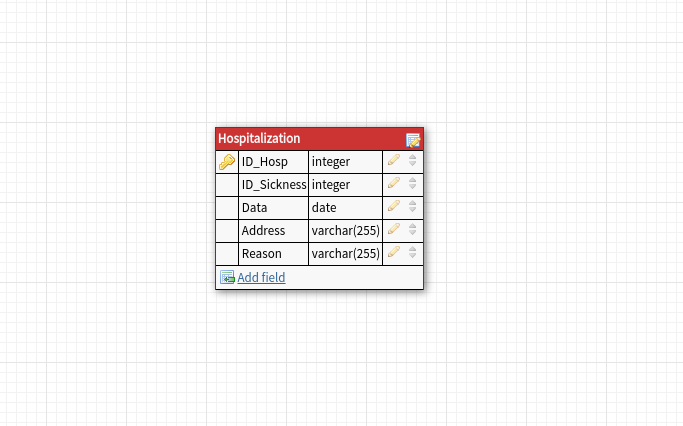 Hospitalization
ID_Hosp integer
ID_Sickness integer
Data date
Address varchar(255)
Reason varchar(255)
Add field